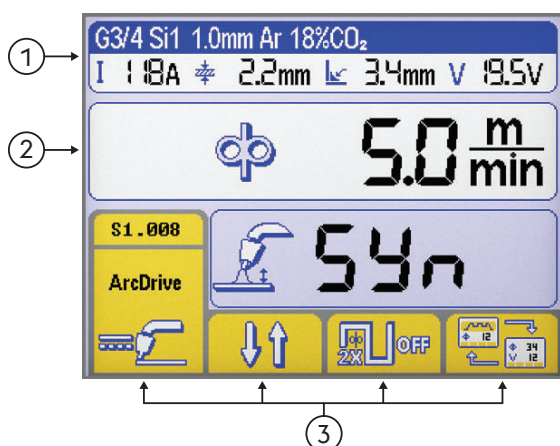 G3/4 Si1 1.0mm Ar 18%CO₂
1
I 118A 2.2mm 3.4mm V 19.5V
2
5.0 m/min
S1.008
Syn
ArcDrive
2X OFF
12
34
V 12
3